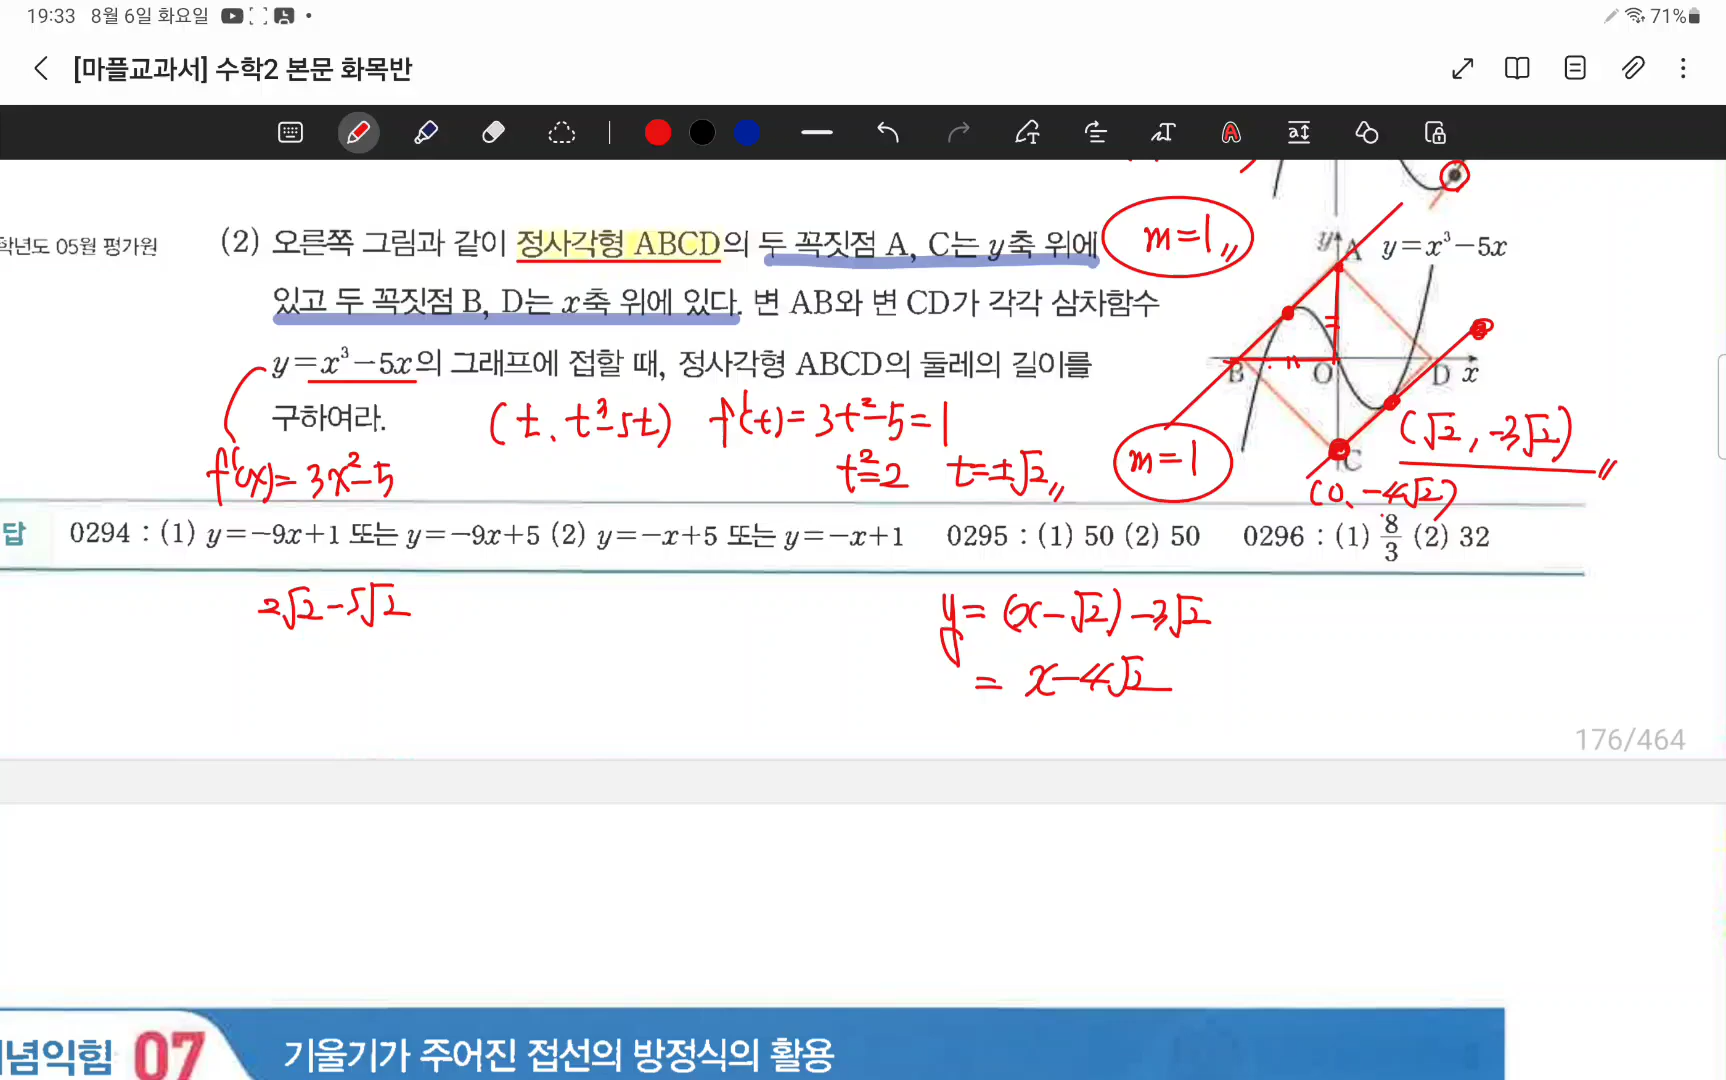 19:33 8월 6일 화요일
71%
[마플교과서] 수학2 본문 화목반
학년도 05월 평가원
(2) 오른쪽 그림과 같이 정사각형 ABCD의 두 꼭짓점 A, C는 y축 위에
m=1
있고 두 꼭짓점 B, D는 x축 위에 있다. 변 AB와 변 CD가 각각 삼차함수
y=x³-5x의 그래프에 접할 때, 정사각형 ABCD의 둘레의 길이를
구하여라.
y A y=x³-5x
B O D x
C
(t, t³-5t) f'(t)=3t²-5=1
f'(x)=3x²-5
t²=2 t=±√2
m=1
(√2, -3√2)
(0, -4√2)
답 0294 : (1) y=-9x+1 또는 y=-9x+5 (2) y=-x+5 또는 y=-x+1 0295 : (1) 50 (2) 50 0296 : (1) 8/3 (2) 32
2√2-5√2
y=(x-√2)-3√2
= x-4√2
176/464
념익힘 07 기울기가 주어진 접선의 방정식의 활용